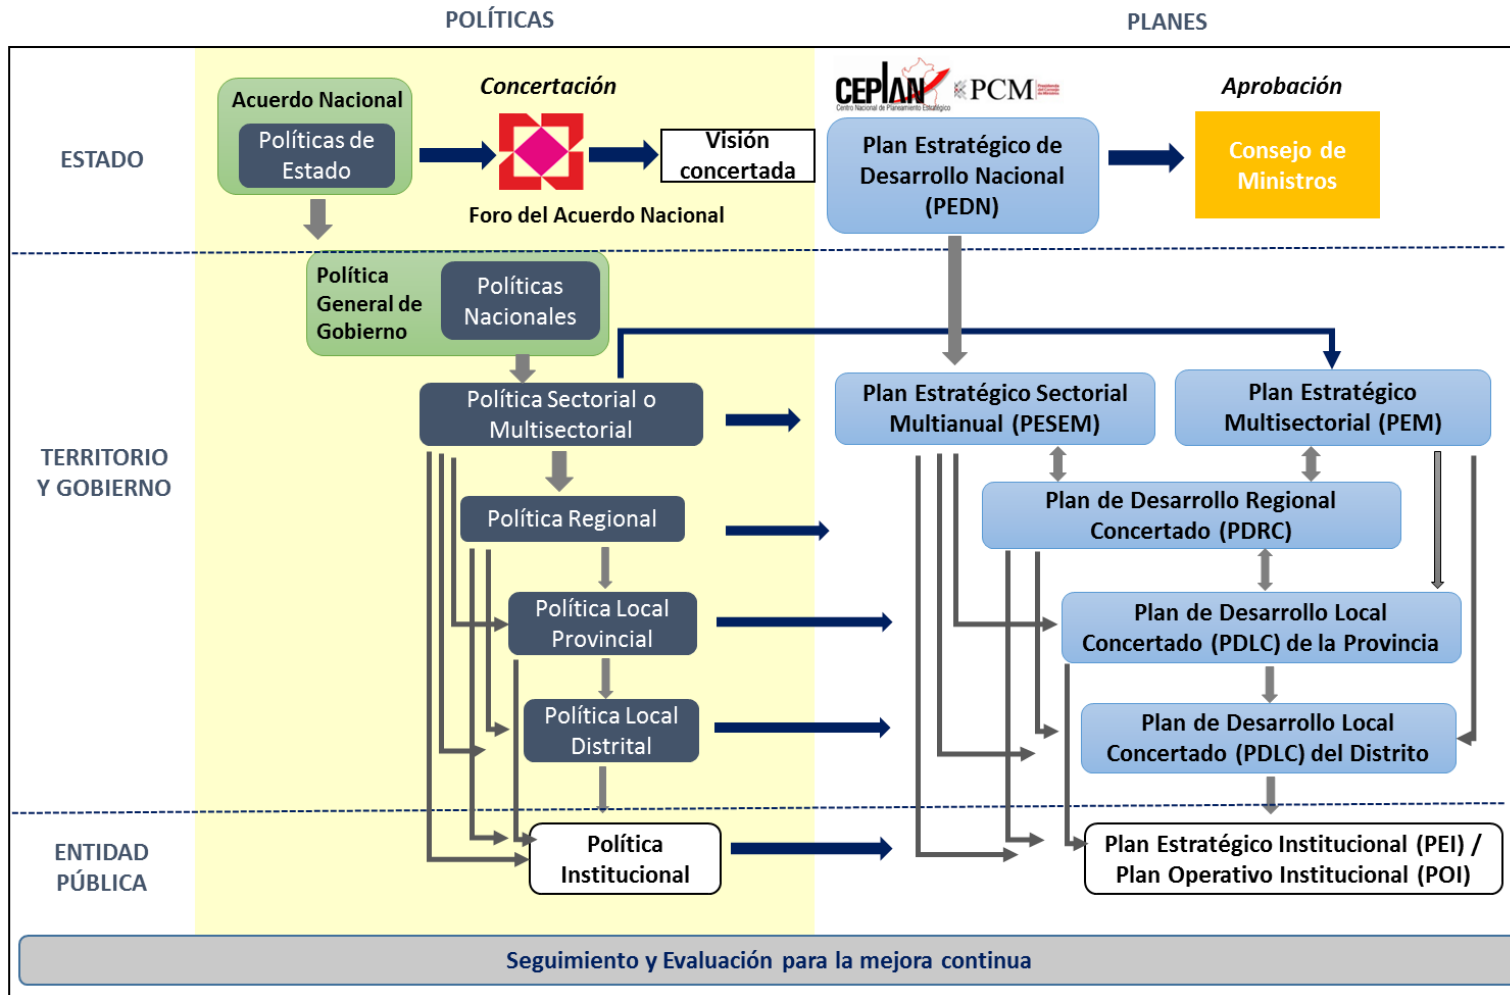 POLÍTICAS
PLANES
ESTADO
Acuerdo Nacional
Políticas de
Estado
Concertación
Foro del Acuerdo Nacional
Visión
concertada
CEPLAN
Centro Nacional de Planeamiento Estratégico
PCM
Aprobación
Plan Estratégico de
Desarrollo Nacional
(PEDN)
Consejo de
Ministros
TERRITORIO
Y GOBIERNO
Política
General de
Gobierno
Políticas
Nacionales
Política Sectorial o
Multisectorial
Plan Estratégico Sectorial
Multianual (PESEM)
Plan Estratégico
Multisectorial (PEM)
Política Regional
Plan de Desarrollo Regional
Concertado (PDRC)
Política Local
Provincial
Plan de Desarrollo Local
Concertado (PDLC) de la Provincia
Política Local
Distrital
Plan de Desarrollo Local
Concertado (PDLC) del Distrito
ENTIDAD
PÚBLICA
Política
Institucional
Plan Estratégico Institucional (PEI) /
Plan Operativo Institucional (POI)
Seguimiento y Evaluación para la mejora continua